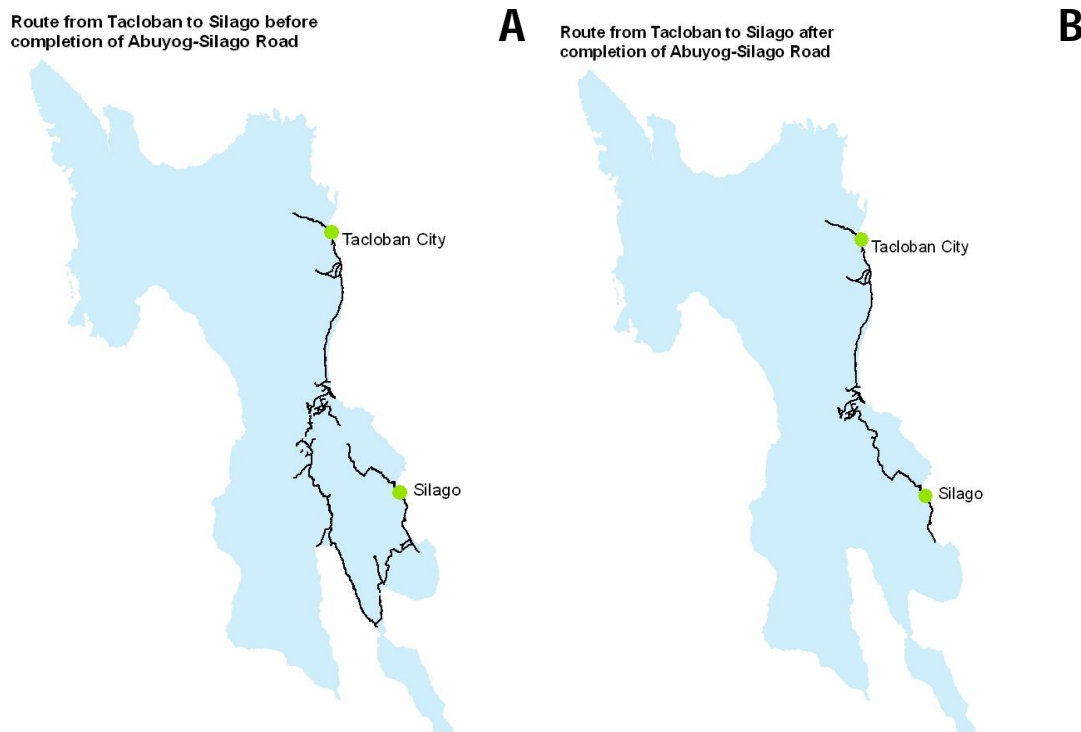 Route from Tacloban to Silago before
completion of Abuyog-Silago Road
A
Tacloban City
Silago
Route from Tacloban to Silago after
completion of Abuyog-Silago Road
B
Tacloban City
Silago